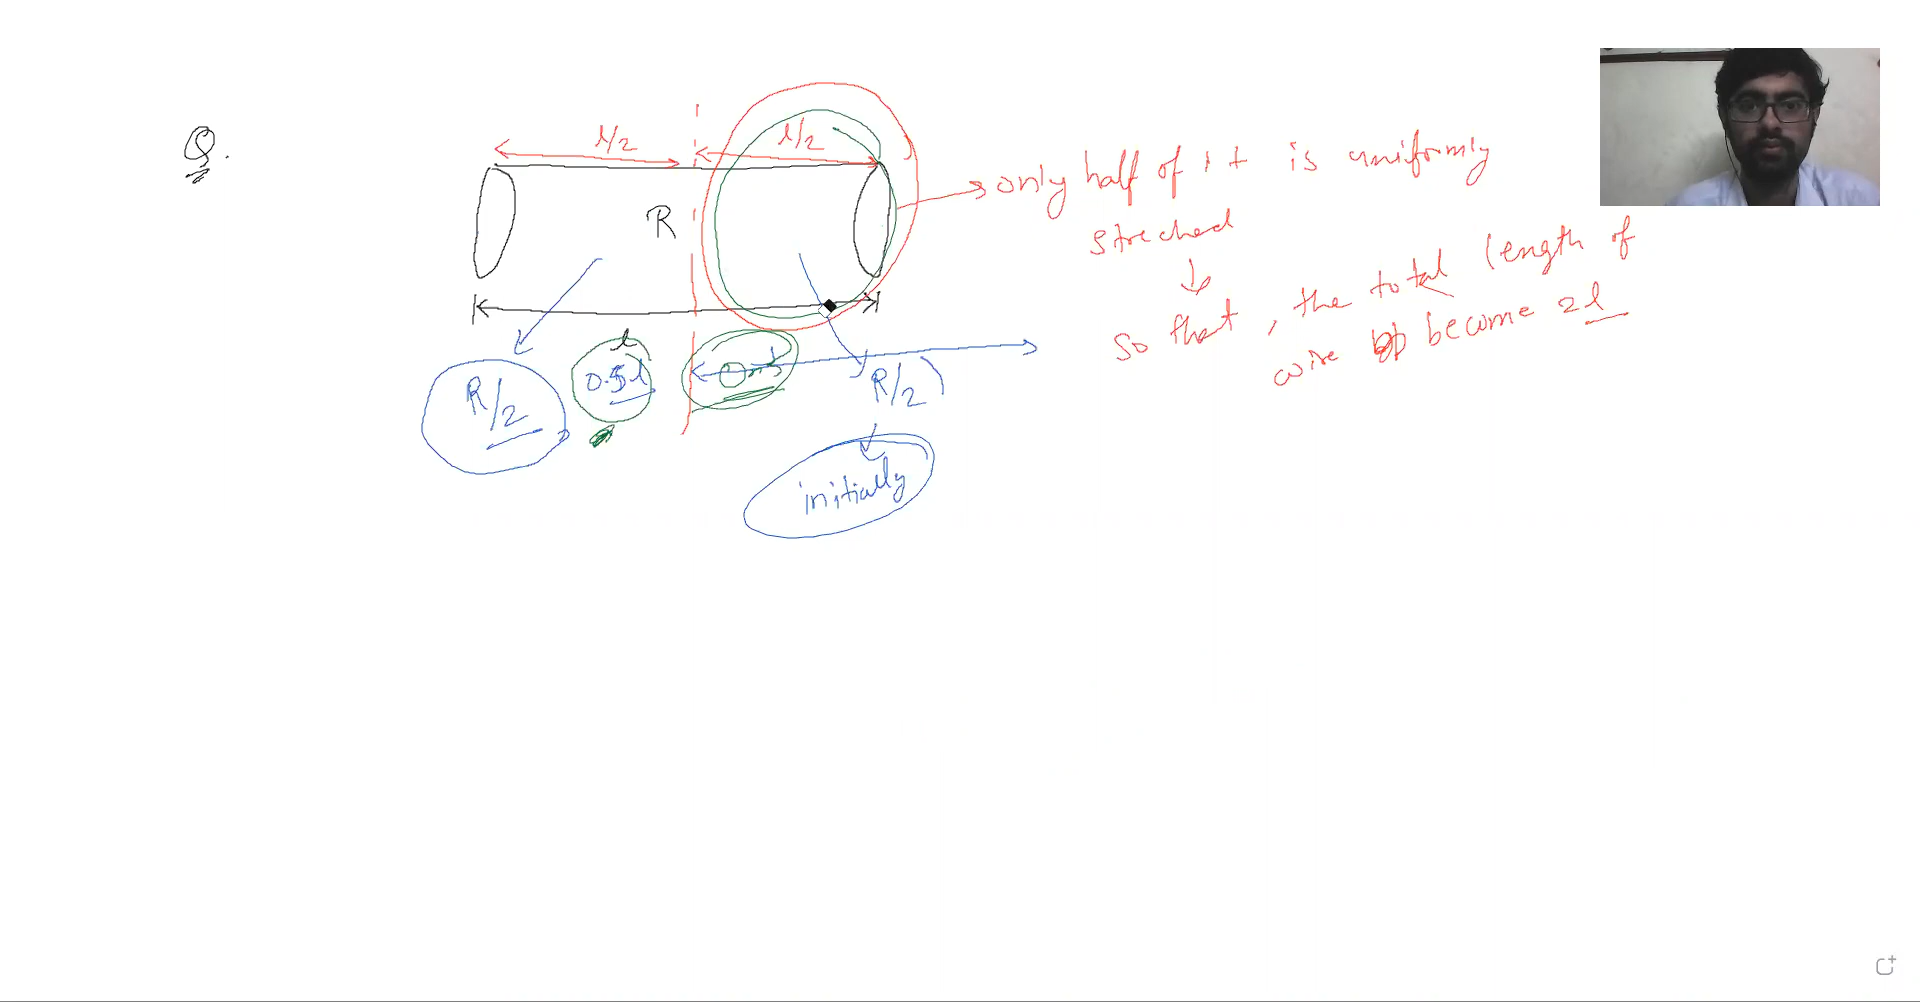 Q.
l/2 l/2
R
only half of it is uniformly
streched
so that, the total length of
wire become 2l
l
R/2 0.5l R/2
initially